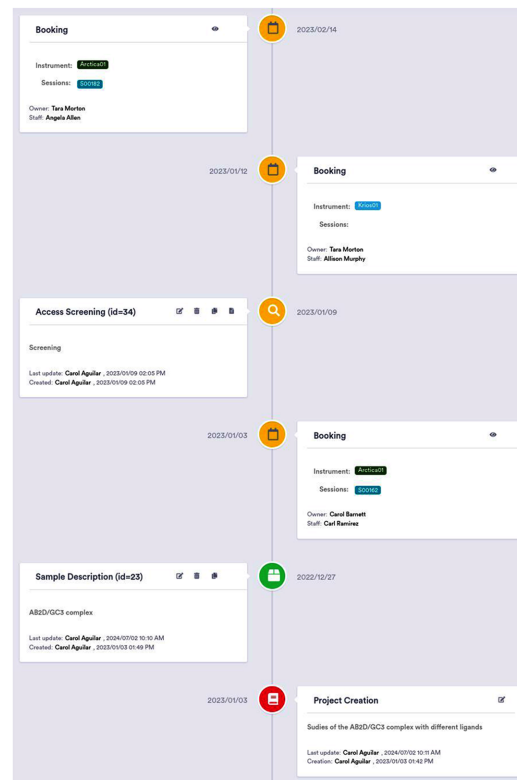 Booking
2023/02/14
Instrument: Arctica01
Sessions: S00182
Owner: Tara Morton
Staff: Angela Allen
2023/01/12
Booking
Instrument: Krios01
Sessions:
Owner: Tara Morton
Staff: Allison Murphy
Access Screening (id=34)
2023/01/09
Screening
Last update: Carol Aguilar , 2023/01/09 02:05 PM
Created: Carol Aguilar , 2023/01/09 02:05 PM
2023/01/03
Booking
Instrument: Arctica01
Sessions: S00162
Owner: Carol Barnett
Staff: Carl Ramirez
Sample Description (id=23)
2022/12/27
AB2D/GC3 complex
Last update: Carol Aguilar , 2024/07/02 10:10 AM
Created: Carol Aguilar , 2023/01/03 01:49 PM
2023/01/03
Project Creation
Sudies of the AB2D/GC3 complex with different ligands
Last update: Carol Aguilar , 2024/07/02 10:11 AM
Creation: Carol Aguilar , 2023/01/03 01:42 PM